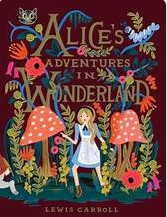 ALICE'S
ADVENTURES
IN
WONDERLAND
LEWIS CARROLL